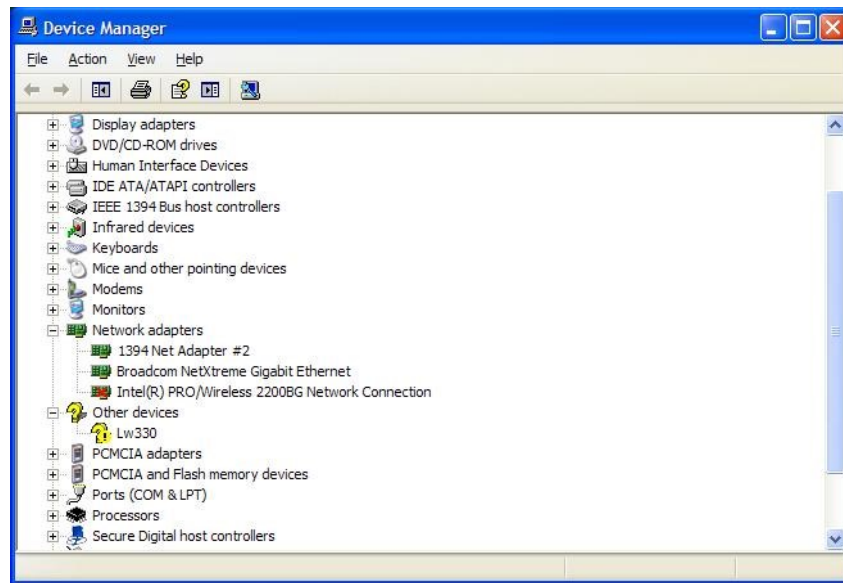 Device Manager
File Action View Help
Display adapters
DVD/CD-ROM drives
Human Interface Devices
IDE ATA/ATAPI controllers
IEEE 1394 Bus host controllers
Infrared devices
Keyboards
Mice and other pointing devices
Modems
Monitors
Network adapters
1394 Net Adapter #2
Broadcom NetXtreme Gigabit Ethernet
Intel(R) PRO/Wireless 2200BG Network Connection
Other devices
Lw330
PCMCIA adapters
PCMCIA and Flash memory devices
Ports (COM & LPT)
Processors
Secure Digital host controllers